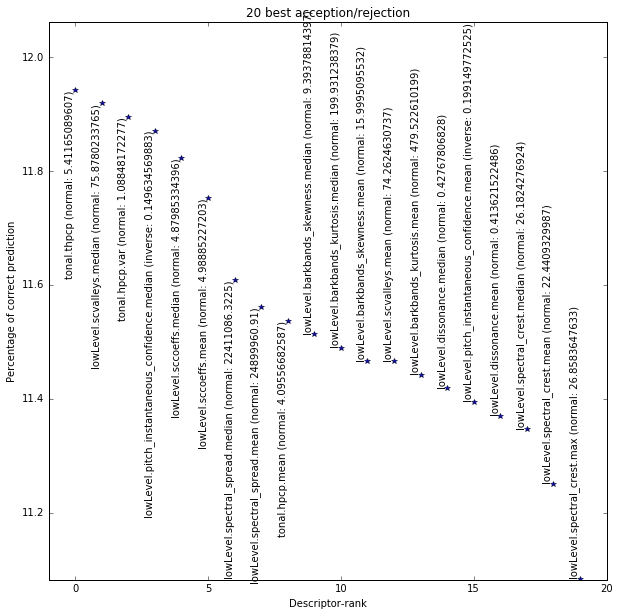 20 best acception/rejection
Percentage of correct prediction
12.0
11.8
11.6
11.4
11.2
tonal.thpcp (normal: 5.41165089607)
lowLevel.scvalleys.median (normal: 75.8780233765)
tonal.hpcp.var (normal: 1.08848172277)
lowLevel.pitch_instantaneous_confidence.median (inverse: 0.149634569883)
lowLevel.sccoeffs.median (normal: 4.87985334396)
lowLevel.sccoeffs.mean (normal: 4.98885227203)
lowLevel.spectral_spread.median (normal: 22411086.3225)
lowLevel.spectral_spread.mean (normal: 24899960.91)
tonal.hpcp.mean (normal: 4.09556682587)
lowLevel.barkbands_skewness.median (normal: 9.39378814397)
lowLevel.barkbands_kurtosis.median (normal: 199.931238379)
lowLevel.barkbands_skewness.mean (normal: 15.9995095532)
lowLevel.scvalleys.mean (normal: 74.2624630737)
lowLevel.barkbands_kurtosis.mean (normal: 479.522610199)
lowLevel.dissonance.median (normal: 0.42767806828)
lowLevel.pitch_instantaneous_confidence.mean (inverse: 0.199149772525)
lowLevel.dissonance.mean (normal: 0.413621522486)
lowLevel.spectral_crest.median (normal: 26.1824276924)
lowLevel.spectral_crest.mean (normal: 22.4409329987)
lowLevel.spectral_crest.max (normal: 26.8583647633)
0
5
10
15
20
Descriptor-rank